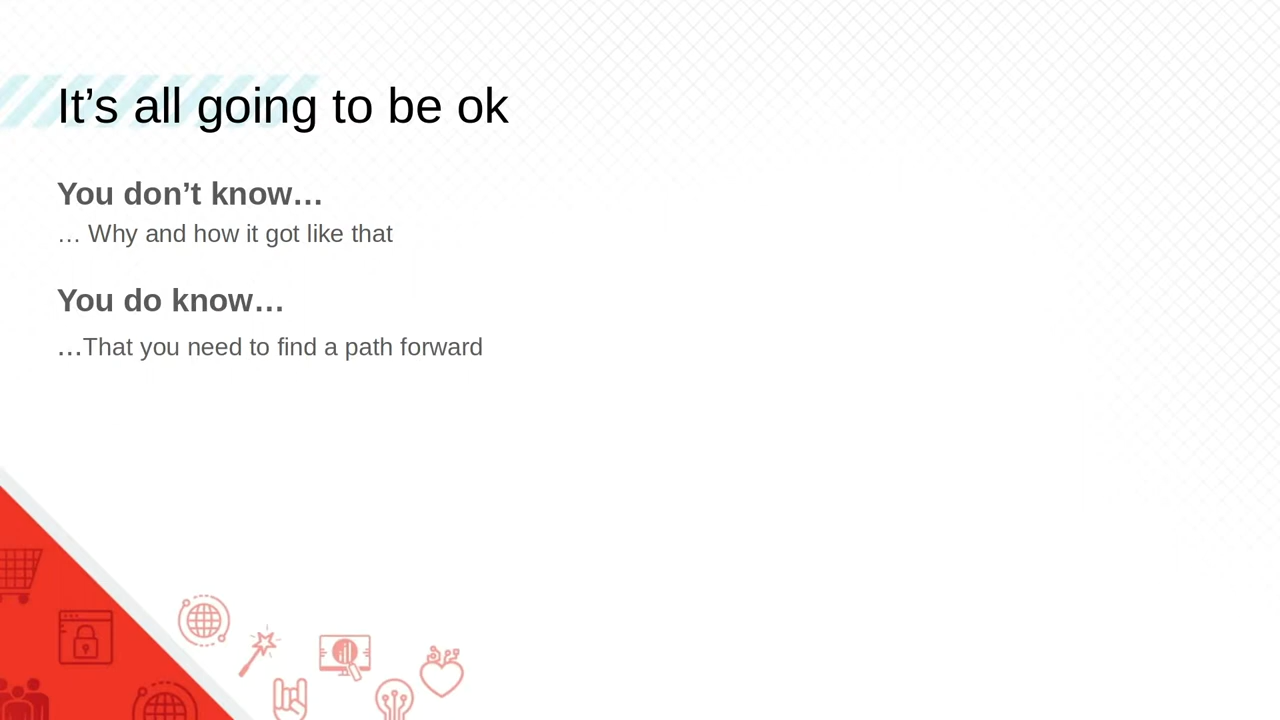 It’s all going to be ok
You don’t know…
… Why and how it got like that
You do know…
…That you need to find a path forward